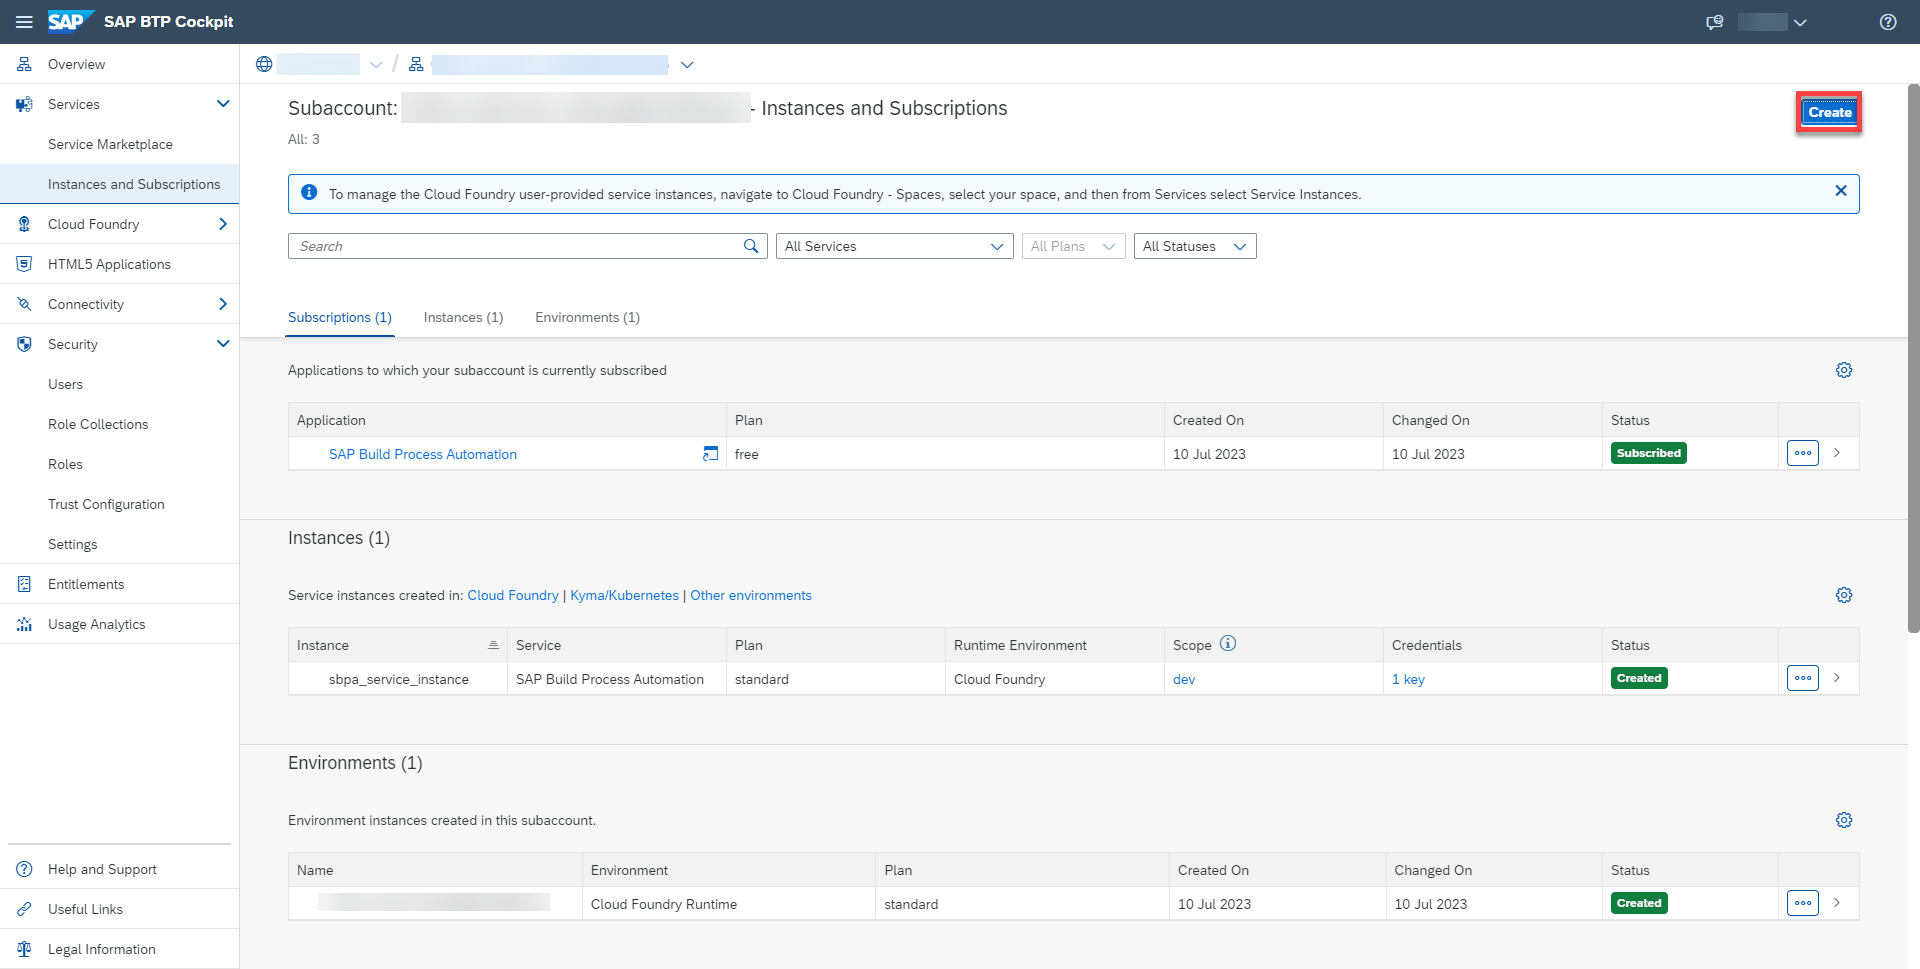 SAP SAP BTP Cockpit
Overview
Services
Service Marketplace
Instances and Subscriptions
Cloud Foundry
HTML5 Applications
Connectivity
Security
Users
Role Collections
Roles
Trust Configuration
Settings
Entitlements
Usage Analytics
Help and Support
Useful Links
Legal Information
/
Subaccount: - Instances and Subscriptions
Create
All: 3
To manage the Cloud Foundry user-provided service instances, navigate to Cloud Foundry - Spaces, select your space, and then from Services select Service Instances.
Search All Services All Plans All Statuses
Subscriptions (1) Instances (1) Environments (1)
Applications to which your subaccount is currently subscribed
Application Plan Created On Changed On Status
SAP Build Process Automation free 10 Jul 2023 10 Jul 2023 Subscribed
Instances (1)
Service instances created in: Cloud Foundry | Kyma/Kubernetes | Other environments
Instance Service Plan Runtime Environment Scope Credentials Status
sbpa_service_instance SAP Build Process Automation standard Cloud Foundry dev 1 key Created
Environments (1)
Environment instances created in this subaccount.
Name Environment Plan Created On Changed On Status
Cloud Foundry Runtime standard 10 Jul 2023 10 Jul 2023 Created